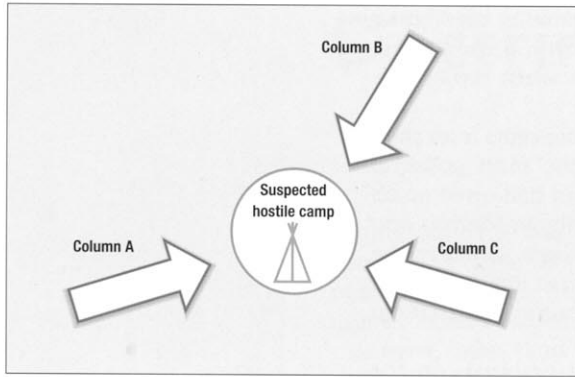 Column B
Suspected
hostile camp
Column A
Column C